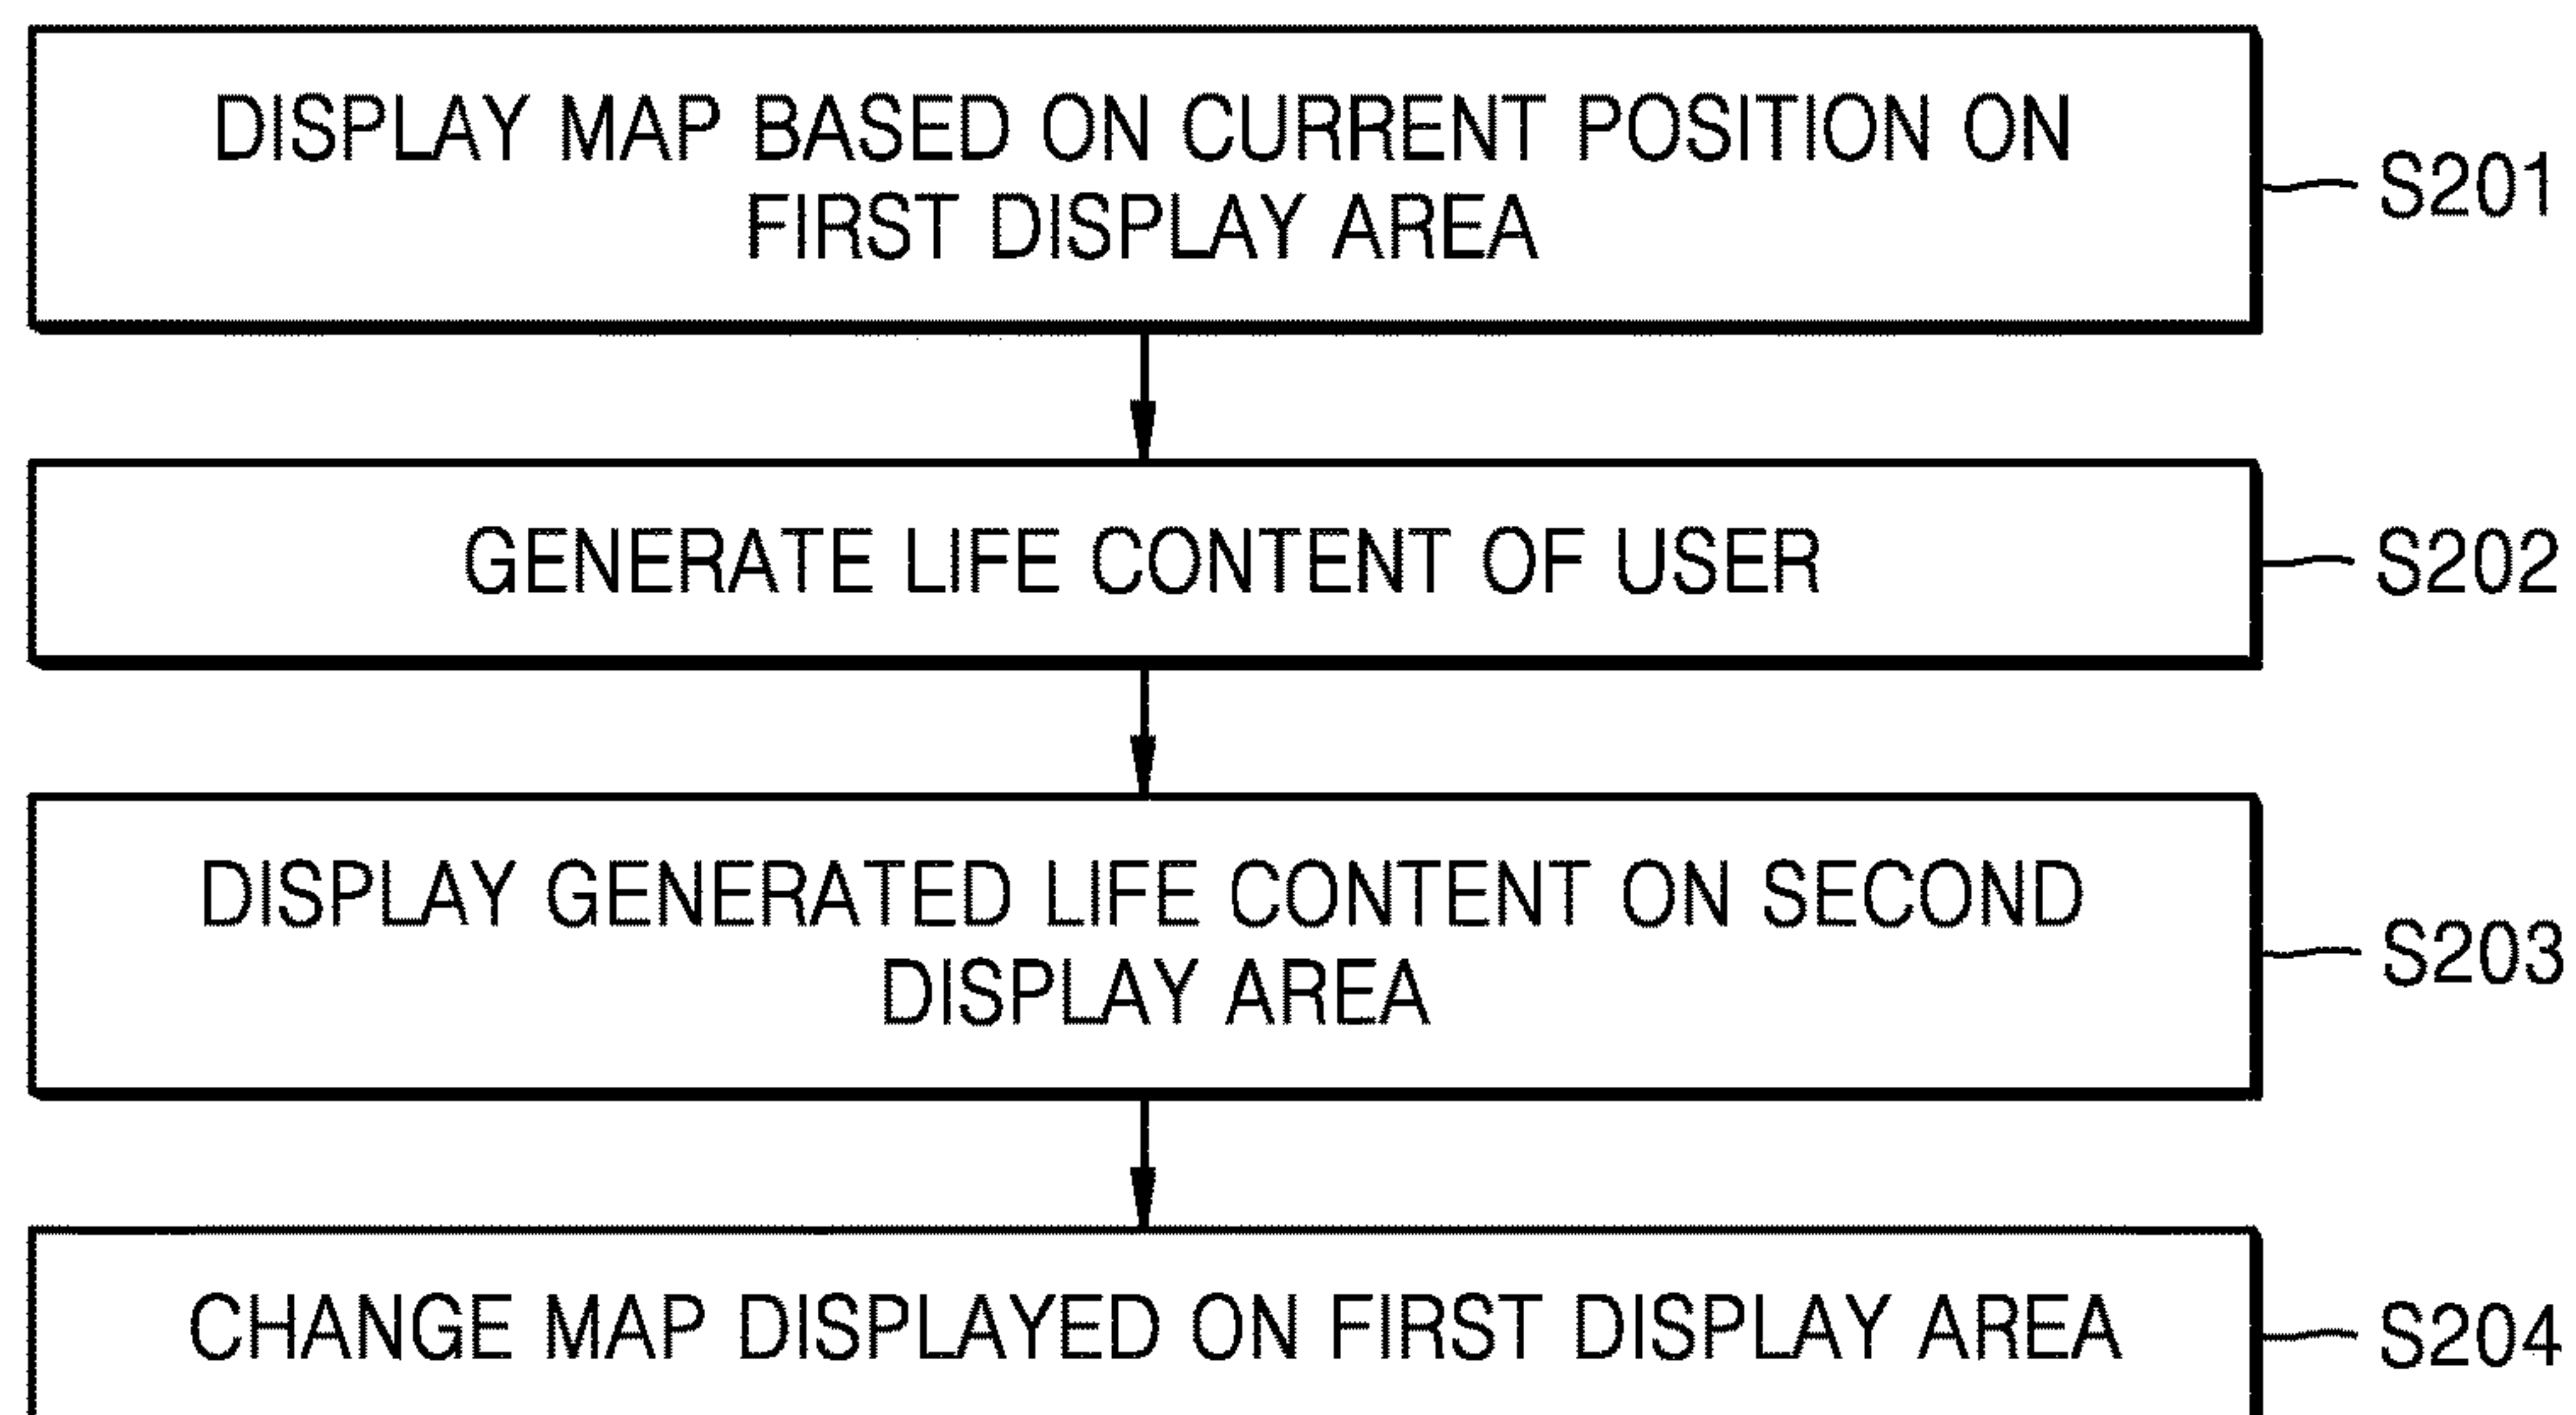 DISPLAY MAP BASED ON CURRENT POSITION ON
FIRST DISPLAY AREA
S201
GENERATE LIFE CONTENT OF USER
S202
DISPLAY GENERATED LIFE CONTENT ON SECOND
DISPLAY AREA
S203
CHANGE MAP DISPLAYED ON FIRST DISPLAY AREA
S204